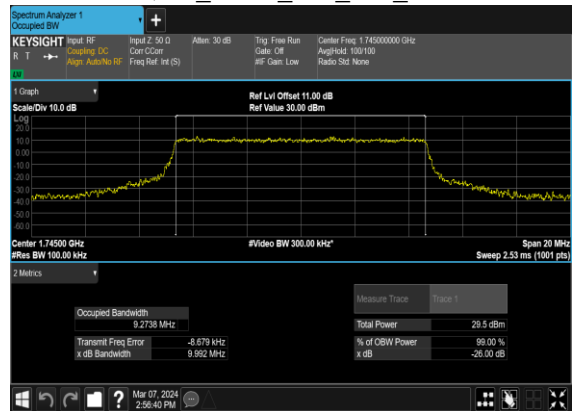 Spectrum Analyzer 1
Occupied BW
KEYSIGHT Input: RF Input Z: 50 Ω Atten: 30 dB Trig: Free Run Center Freq: 1.745000000 GHz
R T Coupling: DC Corr CCorr Gate: Off Avg|Hold: 100/100
Align: Auto/No RF Freq Ref: Int (S) #IF Gain: Low Radio Std: None
1 Graph
Ref Lvl Offset 11.00 dB
Scale/Div 10.0 dB Ref Value 30.00 dBm
Log
20.0
10.0
0.00
-10.0
-20.0
-30.0
-40.0
-50.0
-60.0
Center 1.74500 GHz #Video BW 300.00 kHz* Span 20 MHz
#Res BW 100.00 kHz Sweep 2.53 ms (1001 pts)
2 Metrics
Measure Trace Trace 1
Occupied Bandwidth
9.2738 MHz Total Power 29.5 dBm
Transmit Freq Error -8.679 kHz % of OBW Power 99.00 %
x dB Bandwidth 9.992 MHz x dB -26.00 dB
Mar 07, 2024
2:56:40 PM